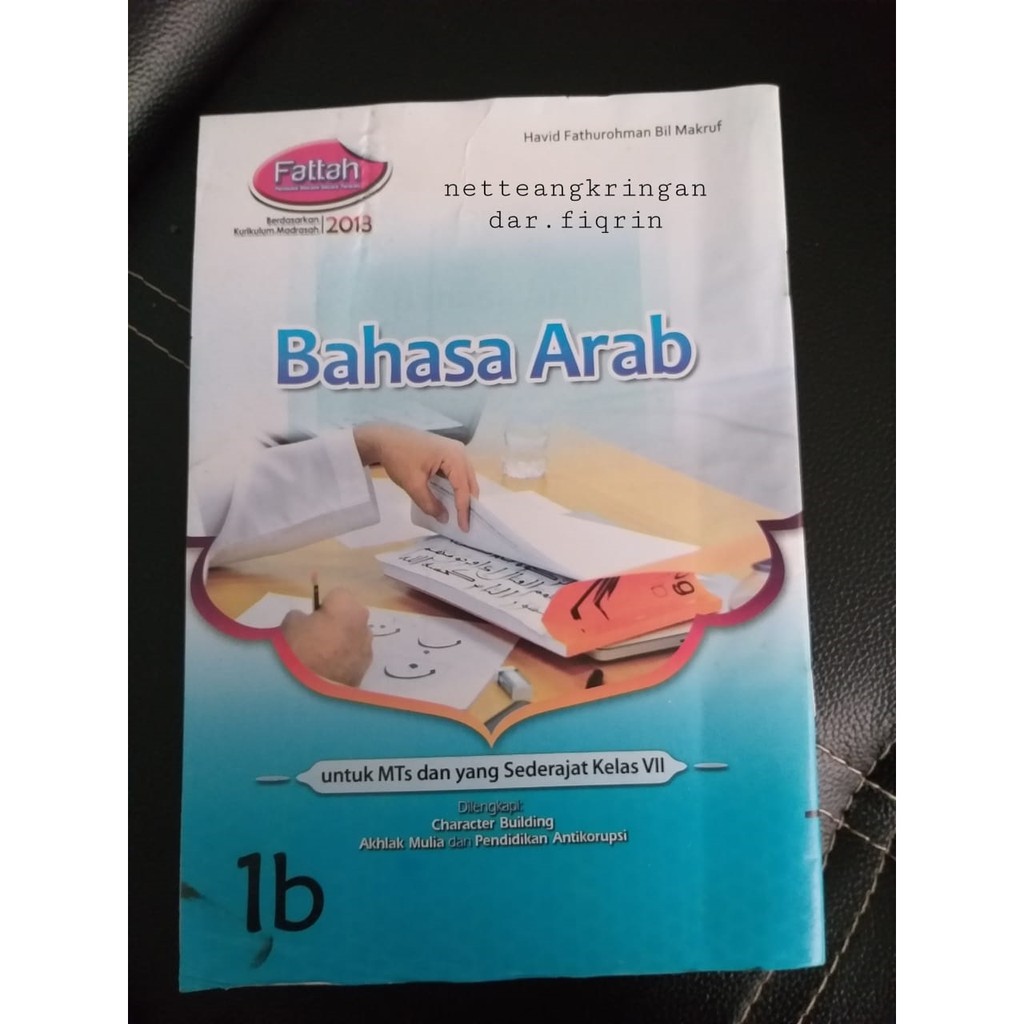 Havid Fathurohman Bil Makruf
Fattah
Berdasarkan
Kurikulum Madrasah 2013
netteangkringan
dar.fiqrin
Bahasa Arab
untuk MTs dan yang Sederajat Kelas VII
Dilengkapi:
Character Building
Akhlak Mulia dan Pendidikan Antikorupsi
1b